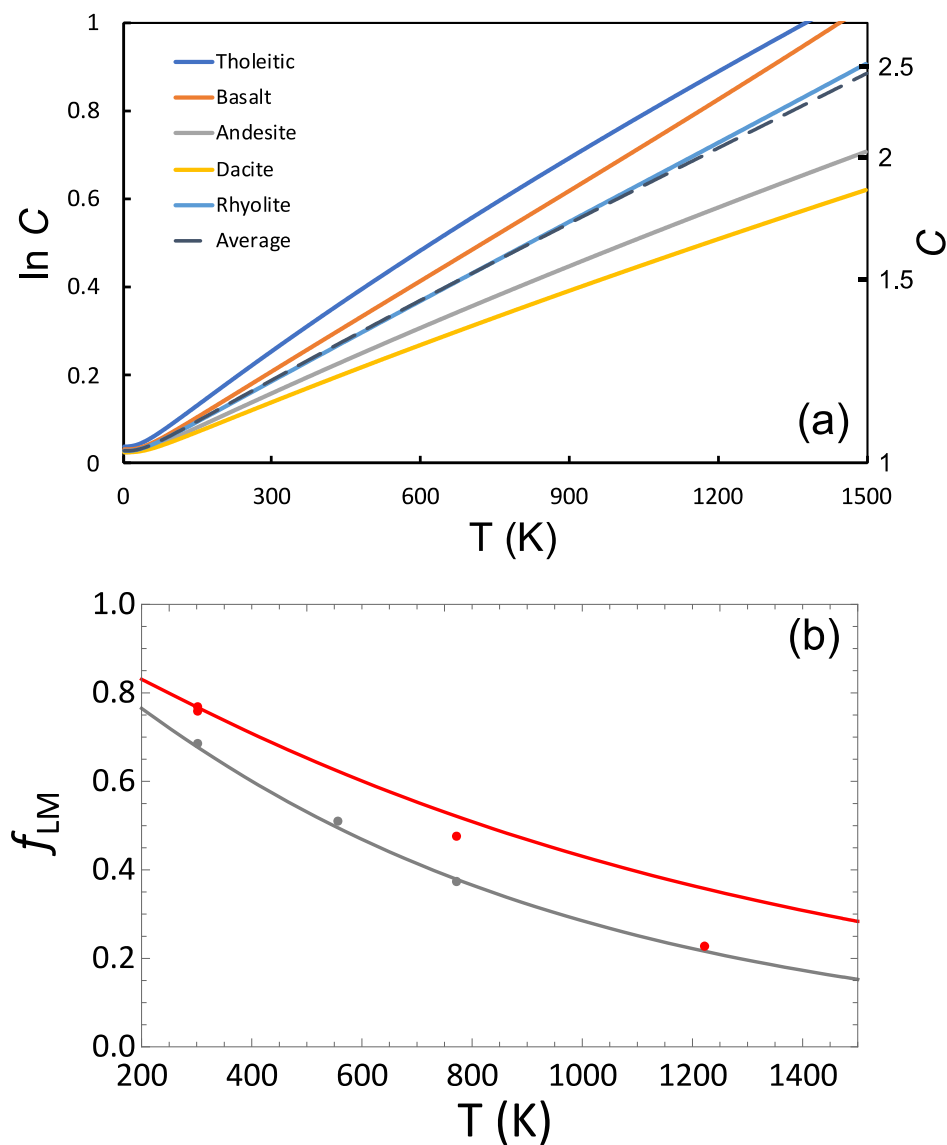 1
0.8
0.6
0.4
0.2
0
ln C
Tholeitic
Basalt
Andesite
Dacite
Rhyolite
Average
2.5
2
1.5
1
C
(a)
0 300 600 900 1200 1500
T (K)
(b)
1.0
0.8
0.6
0.4
0.2
0.0
fLM
200 400 600 800 1000 1200 1400
T (K)